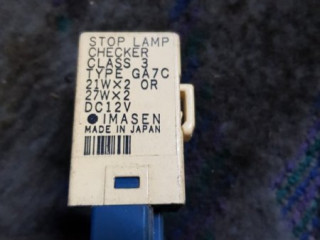 STOP LAMP
CHECKER
CLASS 3
TYPE GA7C
21W×2 OR
27W×2
DC12V
IMASEN
MADE IN JAPAN